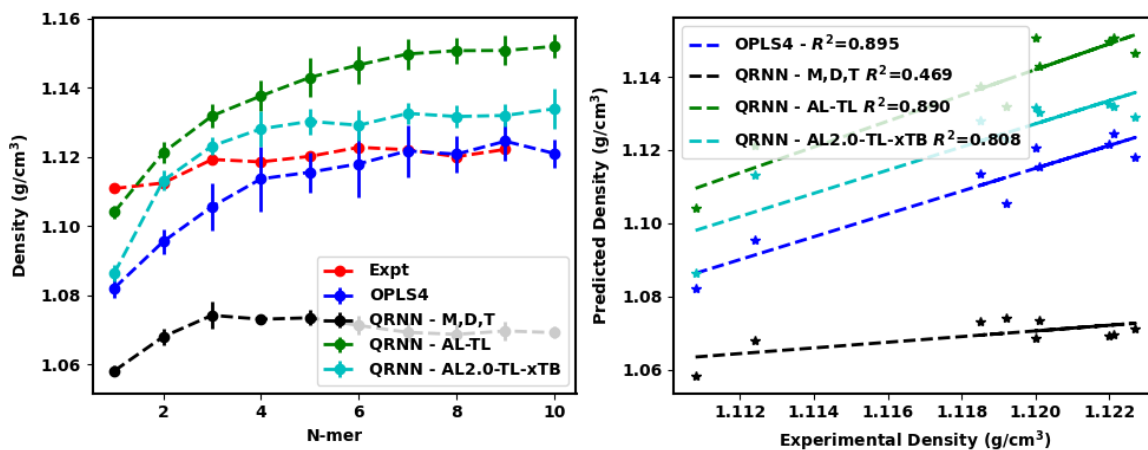 1.16
1.14
1.12
1.10
1.08
1.06
Density (g/cm³)
2
4
6
8
10
N-mer
Expt
OPLS4
QRNN - M,D,T
QRNN - AL-TL
QRNN - AL2.0-TL-xTB
1.14
1.12
1.10
1.08
1.06
Predicted Density (g/cm³)
OPLS4 - R²=0.895
QRNN - M,D,T R²=0.469
QRNN - AL-TL R²=0.890
QRNN - AL2.0-TL-xTB R²=0.808
1.112
1.114
1.116
1.118
1.120
1.122
Experimental Density (g/cm³)